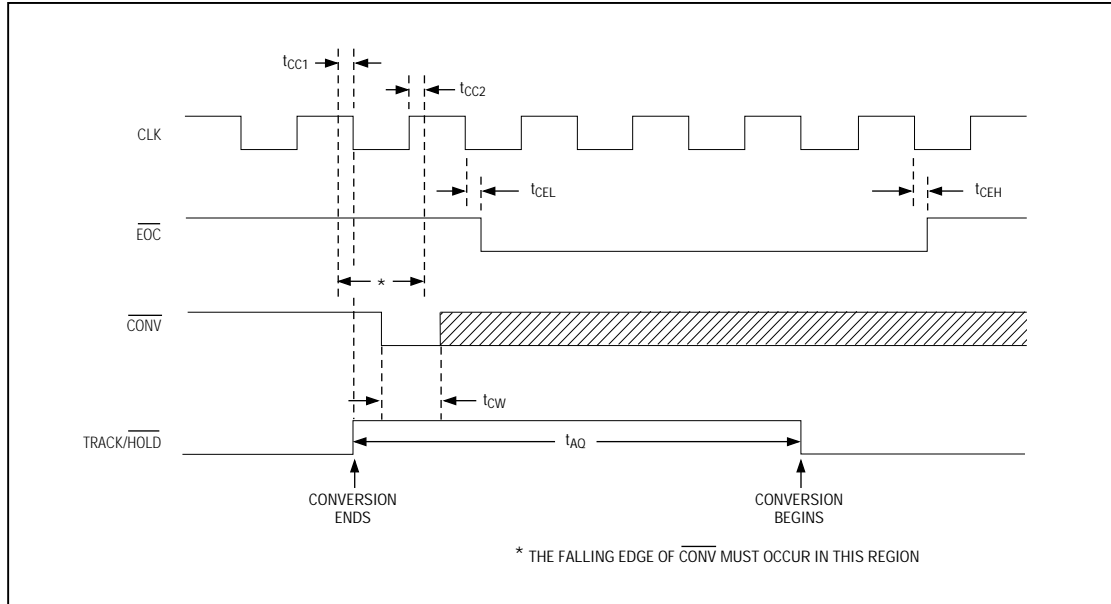 tCC1
tCC2
CLK
tCEL
tCEH
EOC
*
CONV
tCW
TRACK/HOLD
tAQ
CONVERSION
ENDS
CONVERSION
BEGINS
* THE FALLING EDGE OF CONV MUST OCCUR IN THIS REGION